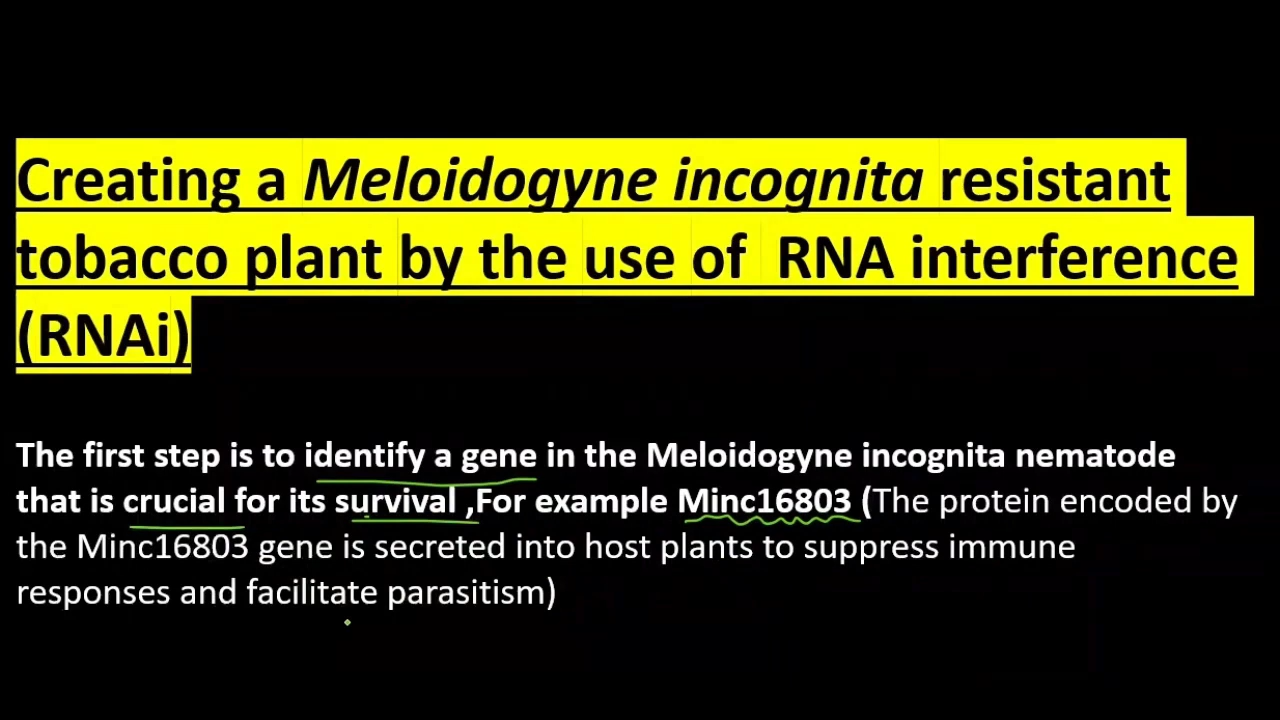 Creating a Meloidogyne incognita resistant
tobacco plant by the use of RNA interference
(RNAi)
The first step is to identify a gene in the Meloidogyne incognita nematode
that is crucial for its survival ,For example Minc16803 (The protein encoded by
the Minc16803 gene is secreted into host plants to suppress immune
responses and facilitate parasitism)